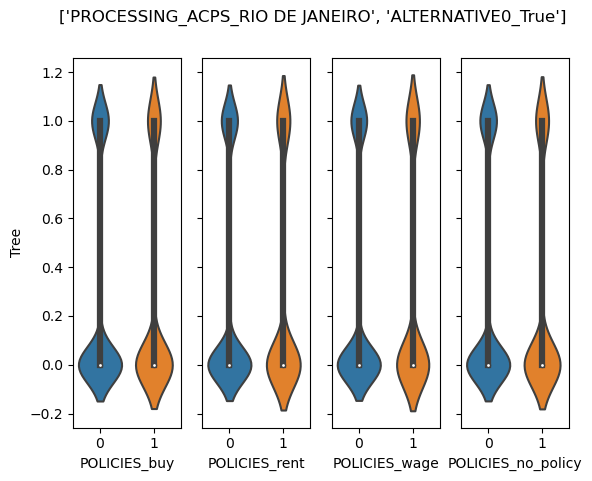 ['PROCESSING_ACPS_RIO DE JANEIRO', 'ALTERNATIVE0_True']
Tree
1.2
1.0
0.8
0.6
0.4
0.2
0.0
−0.2
0 1 0 1 0 1 0 1
POLICIES_buy POLICIES_rent POLICIES_wage POLICIES_no_policy